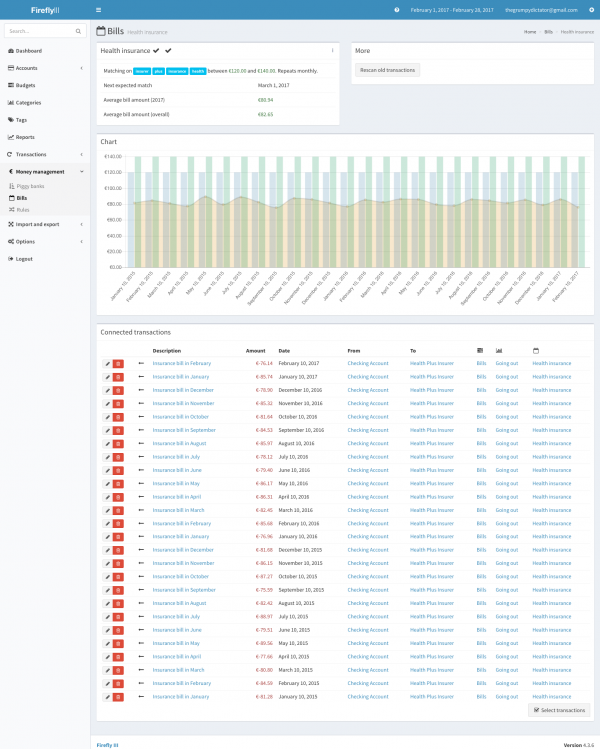 FireflyIII
February 1, 2017 - February 28, 2017
thegrumpydictator@gmail.com
Search...
Dashboard
Accounts
Budgets
Categories
Tags
Reports
Transactions
Money management
Piggy banks
Bills
Rules
Import and export
Options
Logout
Bills Health insurance
Home Bills Health insurance
Health insurance
Matching on insure plus insurance health between €120.00 and €140.00. Repeats monthly.
Next expected match March 1, 2017
Average bill amount (2017) €80.94
Average bill amount (overall) €82.65
More
Rescan old transactions
Chart
€140.00
€120.00
€100.00
€80.00
€60.00
€40.00
€20.00
€0.00
January 10, 2015
February 10, 2015
March 10, 2015
April 10, 2015
May 10, 2015
June 10, 2015
July 10, 2015
August 10, 2015
September 10, 2015
October 10, 2015
November 10, 2015
December 10, 2015
January 10, 2016
February 10, 2016
March 10, 2016
April 10, 2016
May 10, 2016
June 10, 2016
July 10, 2016
August 10, 2016
September 10, 2016
October 10, 2016
November 10, 2016
December 10, 2016
January 10, 2017
February 10, 2017
Connected transactions
Description Amount Date From To
Insurance bill in February €-76.14 February 10, 2017 Checking Account Health Plus Insurer Bills Going out Health insurance
Insurance bill in January €-85.74 January 10, 2017 Checking Account Health Plus Insurer Bills Going out Health insurance
Insurance bill in December €-78.90 December 10, 2016 Checking Account Health Plus Insurer Bills Going out Health insurance
Insurance bill in November €-85.32 November 10, 2016 Checking Account Health Plus Insurer Bills Going out Health insurance
Insurance bill in October €-81.04 October 10, 2016 Checking Account Health Plus Insurer Bills Going out Health insurance
Insurance bill in September €-84.53 September 10, 2016 Checking Account Health Plus Insurer Bills Going out Health insurance
Insurance bill in August €-85.97 August 10, 2016 Checking Account Health Plus Insurer Bills Going out Health insurance
Insurance bill in July €-78.12 July 10, 2016 Checking Account Health Plus Insurer Bills Going out Health insurance
Insurance bill in June €-79.40 June 10, 2016 Checking Account Health Plus Insurer Bills Going out Health insurance
Insurance bill in May €-86.17 May 10, 2016 Checking Account Health Plus Insurer Bills Going out Health insurance
Insurance bill in April €-86.31 April 10, 2016 Checking Account Health Plus Insurer Bills Going out Health insurance
Insurance bill in March €-82.45 March 10, 2016 Checking Account Health Plus Insurer Bills Going out Health insurance
Insurance bill in February €-85.68 February 10, 2016 Checking Account Health Plus Insurer Bills Going out Health insurance
Insurance bill in January €-76.96 January 10, 2016 Checking Account Health Plus Insurer Bills Going out Health insurance
Insurance bill in December €-81.68 December 10, 2015 Checking Account Health Plus Insurer Bills Going out Health insurance
Insurance bill in November €-86.15 November 10, 2015 Checking Account Health Plus Insurer Bills Going out Health insurance
Insurance bill in October €-87.27 October 10, 2015 Checking Account Health Plus Insurer Bills Going out Health insurance
Insurance bill in September €-75.59 September 10, 2015 Checking Account Health Plus Insurer Bills Going out Health insurance
Insurance bill in August €-82.42 August 10, 2015 Checking Account Health Plus Insurer Bills Going out Health insurance
Insurance bill in July €-88.97 July 10, 2015 Checking Account Health Plus Insurer Bills Going out Health insurance
Insurance bill in June €-79.51 June 10, 2015 Checking Account Health Plus Insurer Bills Going out Health insurance
Insurance bill in May €-89.56 May 10, 2015 Checking Account Health Plus Insurer Bills Going out Health insurance
Insurance bill in April €-77.66 April 10, 2015 Checking Account Health Plus Insurer Bills Going out Health insurance
Insurance bill in March €-80.80 March 10, 2015 Checking Account Health Plus Insurer Bills Going out Health insurance
Insurance bill in February €-84.59 February 10, 2015 Checking Account Health Plus Insurer Bills Going out Health insurance
Insurance bill in January €-81.28 January 10, 2015 Checking Account Health Plus Insurer Bills Going out Health insurance
Select transactions
Firefly III
Version 4.3.6